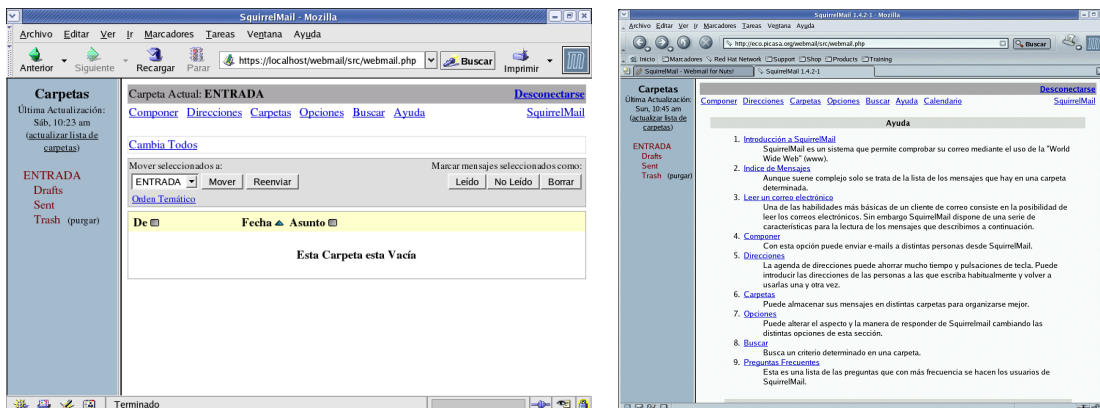 SquirrelMail - Mozilla
Archivo Editar Ver Ir Marcadores Tareas Ventana Ayuda
Anterior Siguiente Recargar Parar https://localhost/webmail/src/webmail.php Buscar Imprimir
Carpetas
Última Actualización:
Sáb, 10:23 am
(actualizar lista de
carpetas)
ENTRADA
Drafts
Sent
Trash (purgar)
Carpeta Actual: ENTRADA Desconectarse
Componer Direcciones Carpetas Opciones Buscar Ayuda SquirrelMail
Cambia Todos
Mover seleccionados a: Marcar mensajes seleccionados como:
ENTRADA Mover Reenviar Leído No Leído Borrar
Orden Temático
De Fecha Asunto
Esta Carpeta esta Vacía
Terminado
SquirrelMail 1.4.2-1 - Mozilla
Archivo Editar Ver Ir Marcadores Tareas Ventana Ayuda
http://eco.picasa.org/webmail/src/webmail.php Buscar
Inicio Marcadores Red Hat Network Support Shop Products Training
SquirrelMail - Webmail for Nuts! SquirrelMail 1.4.2-1
Carpetas
Última Actualización:
Sun, 10:45 am
(actualizar lista de
carpetas)
ENTRADA
Drafts
Sent
Trash (purgar)
Desconectarse
Componer Direcciones Carpetas Opciones Buscar Ayuda Calendario SquirrelMail
Ayuda
1. Introducción a SquirrelMail
SquirrelMail es un sistema que permite comprobar su correo mediante el uso de la "World
Wide Web" (www).
2. Indice de Mensajes
Aunque suene complejo solo se trata de la lista de los mensajes que hay en una carpeta
determinada.
3. Leer un correo electrónico
Una de las habilidades más básicas de un cliente de correo consiste en la posibilidad de
leer los correos electrónicos. Sin embargo SquirrelMail dispone de una serie de
características para la lectura de los mensajes que describimos a continuación.
4. Componer
Con esta opción puede enviar e-mails a distintas personas desde SquirrelMail.
5. Direcciones
La agenda de direcciones puede ahorrar mucho tiempo y pulsaciones de tecla. Puede
introducir las direcciones de las personas a las que escriba habitualmente y volver a
usarlas una y otra vez.
6. Carpetas
Puede almacenar sus mensajes en distintas carpetas para organizarse mejor.
7. Opciones
Puede alterar el aspecto y la manera de responder de Squirrelmail cambiando las
distintas opciones de esta sección.
8. Buscar
Busca un criterio determinado en una carpeta.
9. Preguntas Frecuentes
Esta es una lista de las preguntas que con más frecuencia se hacen los usuarios de
SquirrelMail.